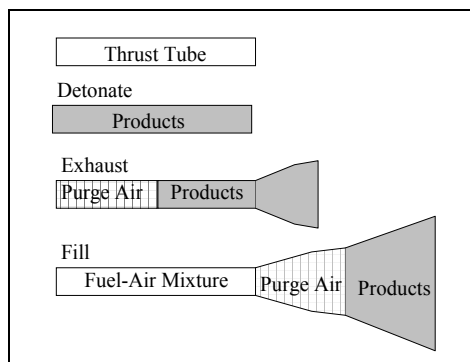 Thrust Tube
Detonate
Products
Exhaust
Purge Air Products
Fill
Fuel-Air Mixture Purge Air Products